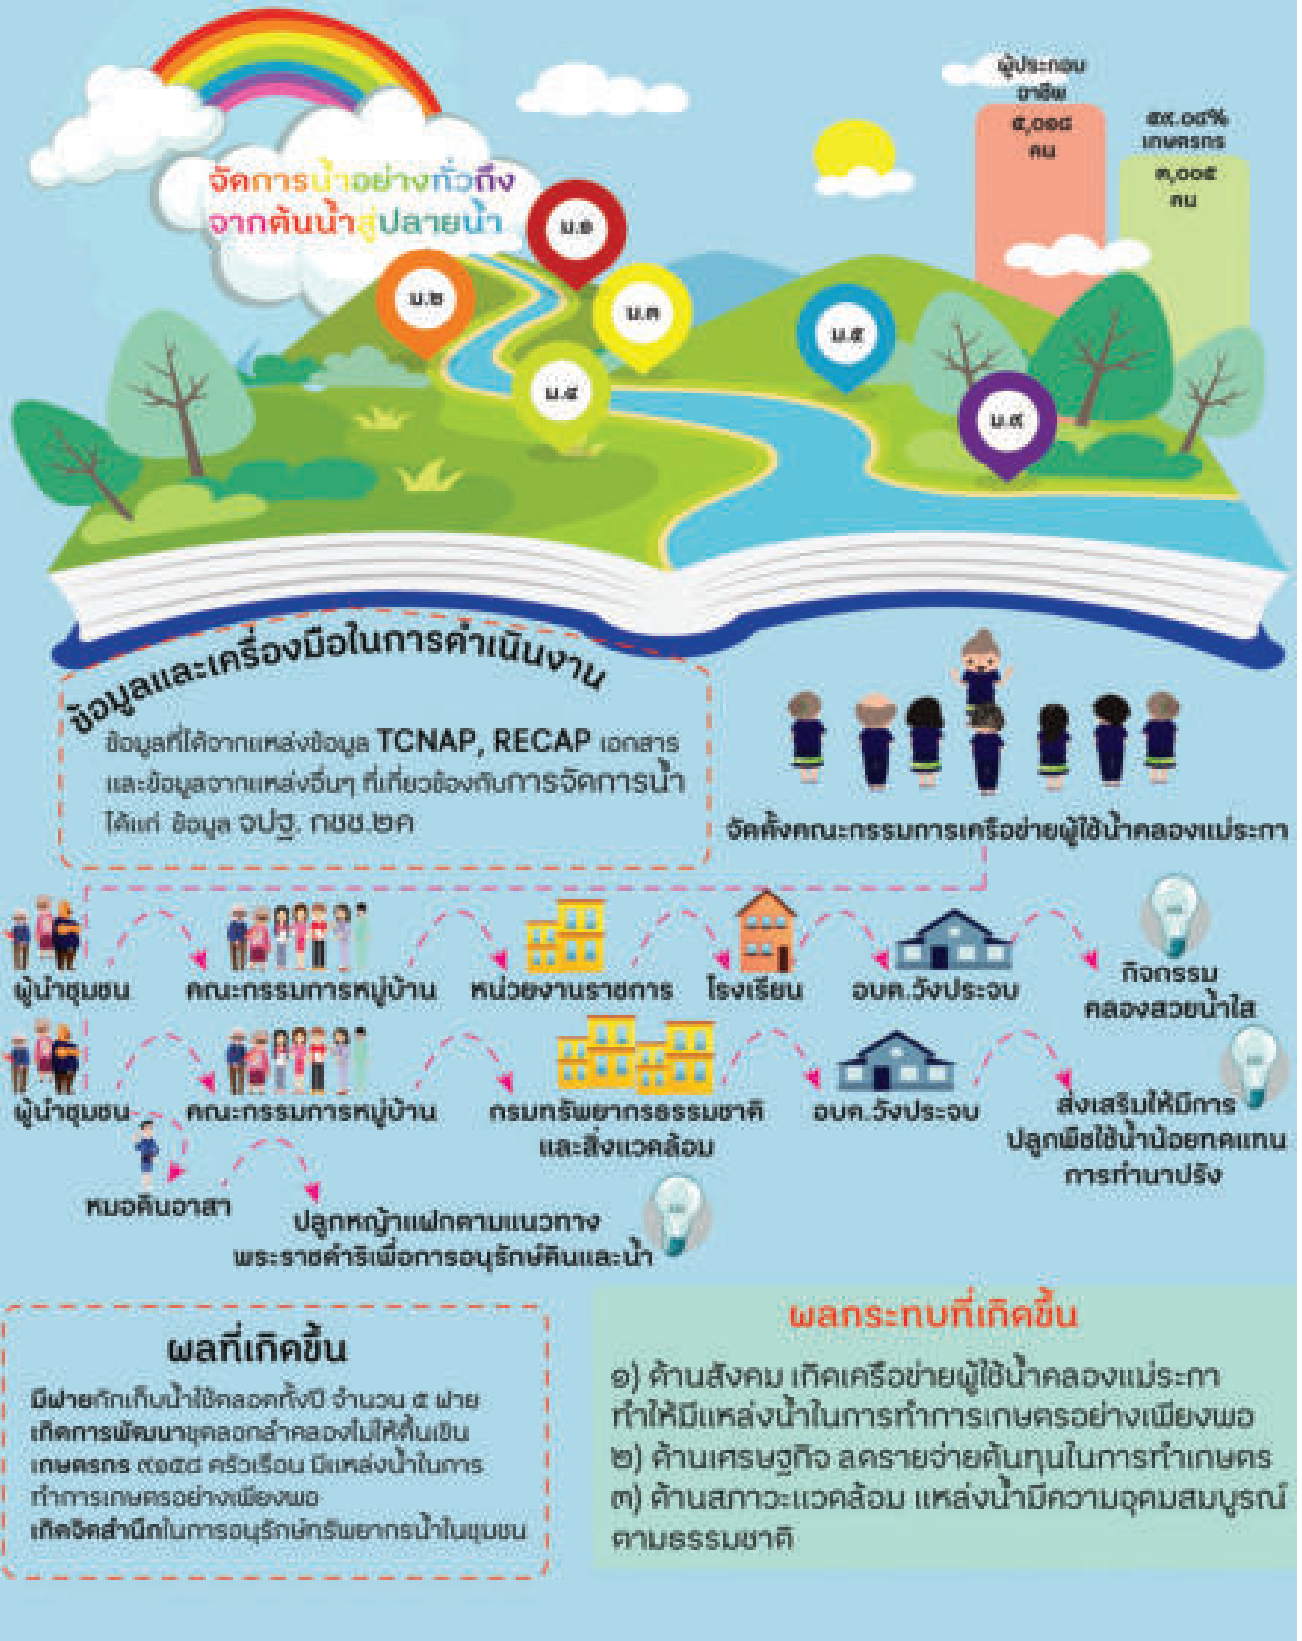 จัดการน้ำอย่างทั่วถึง
จากต้นน้ำสู่ปลายน้ำ
ผู้ประกอบ
อาชีพ
คน
เกษตรกร
๓,๐๐๕
คน
ม.๑
ม.๒
ม.๓
ม.๔
ม.๕
ม.๙
ข้อมูลและเครื่องมือในการดำเนินงาน
ข้อมูลที่ได้จากแหล่งข้อมูล TCNAP, RECAP เอกสาร
และข้อมูลจากแหล่งอื่นๆ ที่เกี่ยวข้องกับการจัดการน้ำ
ได้แก่ ข้อมูล จปฐ. กชช.๒ค
จัดตั้งคณะกรรมการเครือข่ายผู้ใช้น้ำคลองแม่ระกา
ผู้นำชุมชน
คณะกรรมการหมู่บ้าน
หน่วยงานราชการ
โรงเรียน
อบต.วังประจบ
กิจกรรม
คลองสวยน้ำใส
ผู้นำชุมชน
คณะกรรมการหมู่บ้าน
กรมทรัพยากรธรรมชาติ
และสิ่งแวดล้อม
อบต.วังประจบ
ส่งเสริมให้มีการ
ปลูกพืชใช้น้ำน้อยทดแทน
การทำนาปรัง
หมอดินอาสา
ปลูกหญ้าแฝกตามแนวทาง
พระราชดำริเพื่อการอนุรักษ์ดินและน้ำ
ผลที่เกิดขึ้น
มีฝายกักเก็บน้ำใช้ตลอดทั้งปี จำนวน ๕ ฝาย
เกิดการพัฒนาขุดลอกลำคลองไม่ให้ตื้นเขิน
เกษตรกร ครัวเรือน มีแหล่งน้ำในการ
ทำการเกษตรอย่างเพียงพอ
เกิดจิตสำนึกในการอนุรักษ์ทรัพยากรน้ำในชุมชน
ผลกระทบที่เกิดขึ้น
๑) ด้านสังคม เกิดเครือข่ายผู้ใช้น้ำคลองแม่ระกา
ทำให้มีแหล่งน้ำในการทำการเกษตรอย่างเพียงพอ
๒) ด้านเศรษฐกิจ ลดรายจ่ายต้นทุนในการทำเกษตร
๓) ด้านสภาวะแวดล้อม แหล่งน้ำมีความอุดมสมบูรณ์
ตามธรรมชาติ